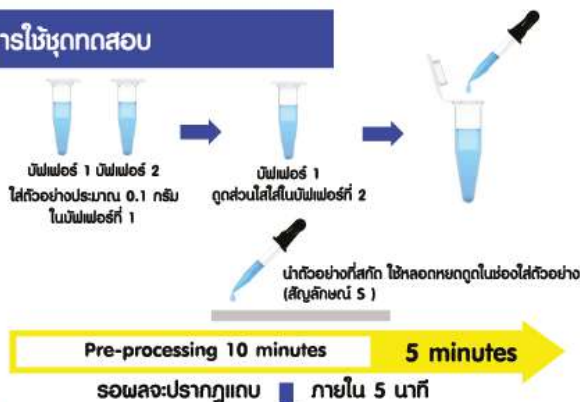 ารใช้ชุดทดสอบ
บัฟเฟอร์ 1 บัฟเฟอร์ 2
ใส่ตัวอย่างประมาณ 0.1 กรัม
ในบัฟเฟอร์ที่ 1
บัฟเฟอร์ 1
ดูดส่วนใสใส่ในบัฟเฟอร์ที่ 2
นำตัวอย่างที่สกัด ใช้หลอดหยดดูดในช่องใส่ตัวอย่าง
(สัญลักษณ์ S )
Pre-processing 10 minutes
5 minutes
รอผลจะปรากฎแถบ ภายใน 5 นาที